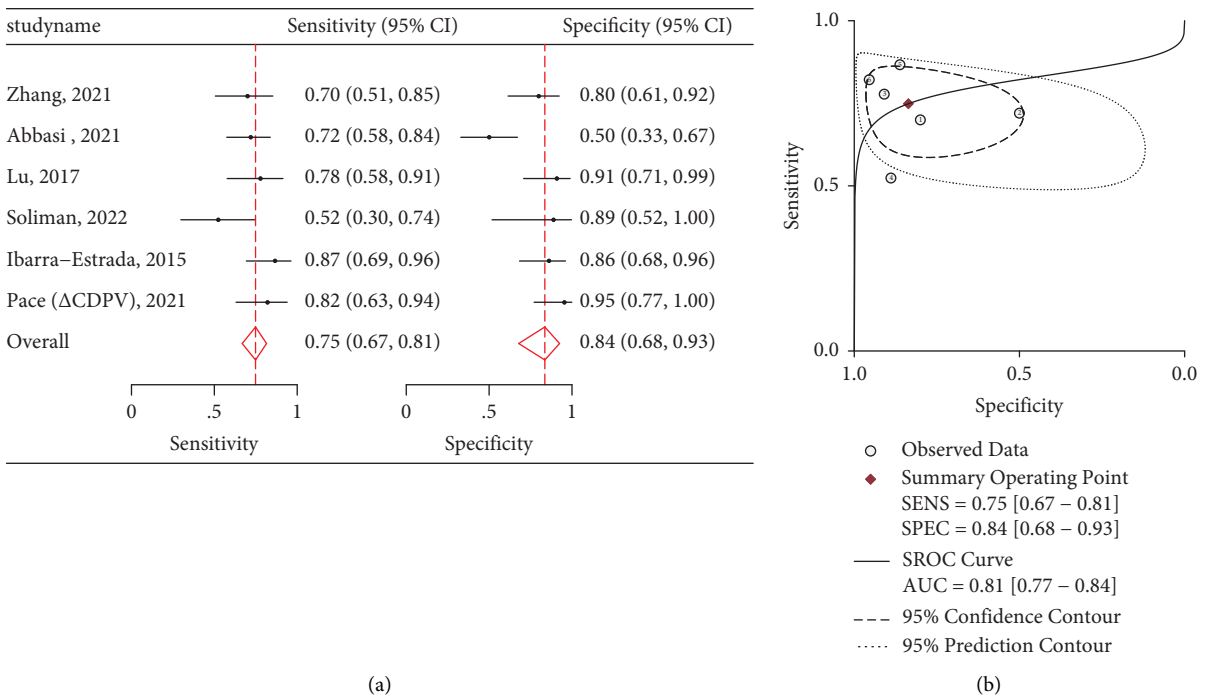 studyname Sensitivity (95% CI) Specificity (95% CI)
Zhang, 2021 0.70 (0.51, 0.85) 0.80 (0.61, 0.92)
Abbasi , 2021 0.72 (0.58, 0.84) 0.50 (0.33, 0.67)
Lu, 2017 0.78 (0.58, 0.91) 0.91 (0.71, 0.99)
Soliman, 2022 0.52 (0.30, 0.74) 0.89 (0.52, 1.00)
Ibarra−Estrada, 2015 0.87 (0.69, 0.96) 0.86 (0.68, 0.96)
Pace (ΔCDPV), 2021 0.82 (0.63, 0.94) 0.95 (0.77, 1.00)
Overall 0.75 (0.67, 0.81) 0.84 (0.68, 0.93)
0 .5 1 0 .5 1
Sensitivity Specificity
(a)
1.0
0.5
0.0
Sensitivity
5
6
3
2
1
4
1.0 0.5 0.0
Specificity
Observed Data
Summary Operating Point
SENS = 0.75 [0.67 − 0.81]
SPEC = 0.84 [0.68 − 0.93]
SROC Curve
AUC = 0.81 [0.77 − 0.84]
95% Confidence Contour
95% Prediction Contour
(b)